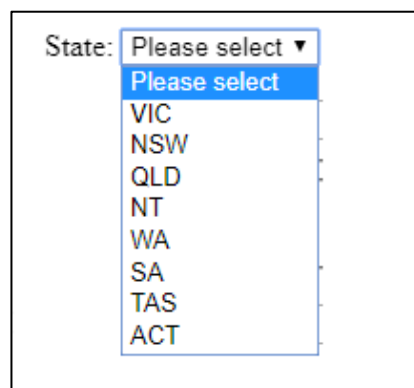 State: Please select ▼
Please select
VIC
NSW
QLD
NT
WA
SA
TAS
ACT